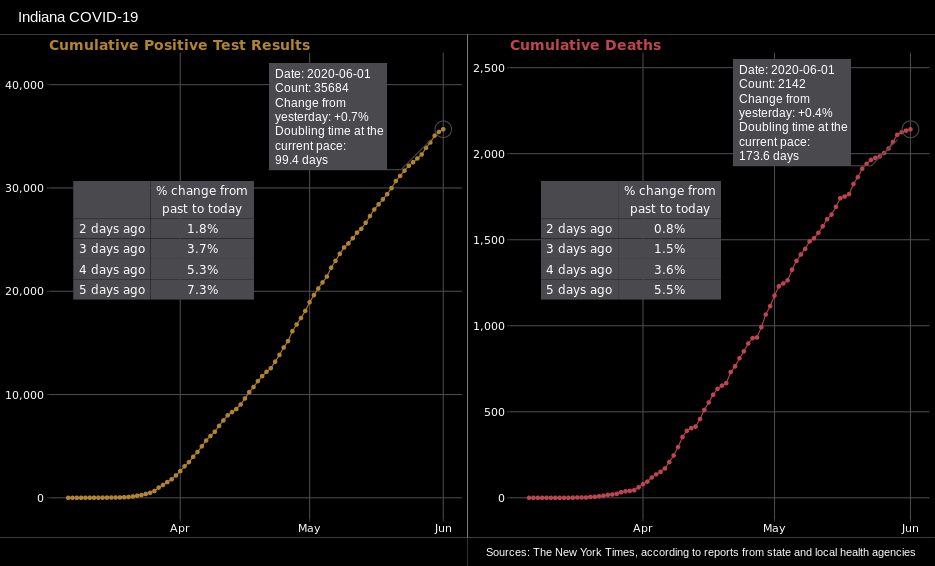 Indiana COVID-19
Cumulative Positive Test Results
40,000
30,000
20,000
10,000
0
Apr
May
Jun
Date: 2020-06-01
Count: 35684
Change from
yesterday: +0.7%
Doubling time at the
current pace:
99.4 days
% change from
past to today
2 days ago 1.8%
3 days ago 3.7%
4 days ago 5.3%
5 days ago 7.3%
Cumulative Deaths
2,500
2,000
1,500
1,000
500
0
Apr
May
Jun
Date: 2020-06-01
Count: 2142
Change from
yesterday: +0.4%
Doubling time at the
current pace:
173.6 days
% change from
past to today
2 days ago 0.8%
3 days ago 1.5%
4 days ago 3.6%
5 days ago 5.5%
Sources: The New York Times, according to reports from state and local health agencies